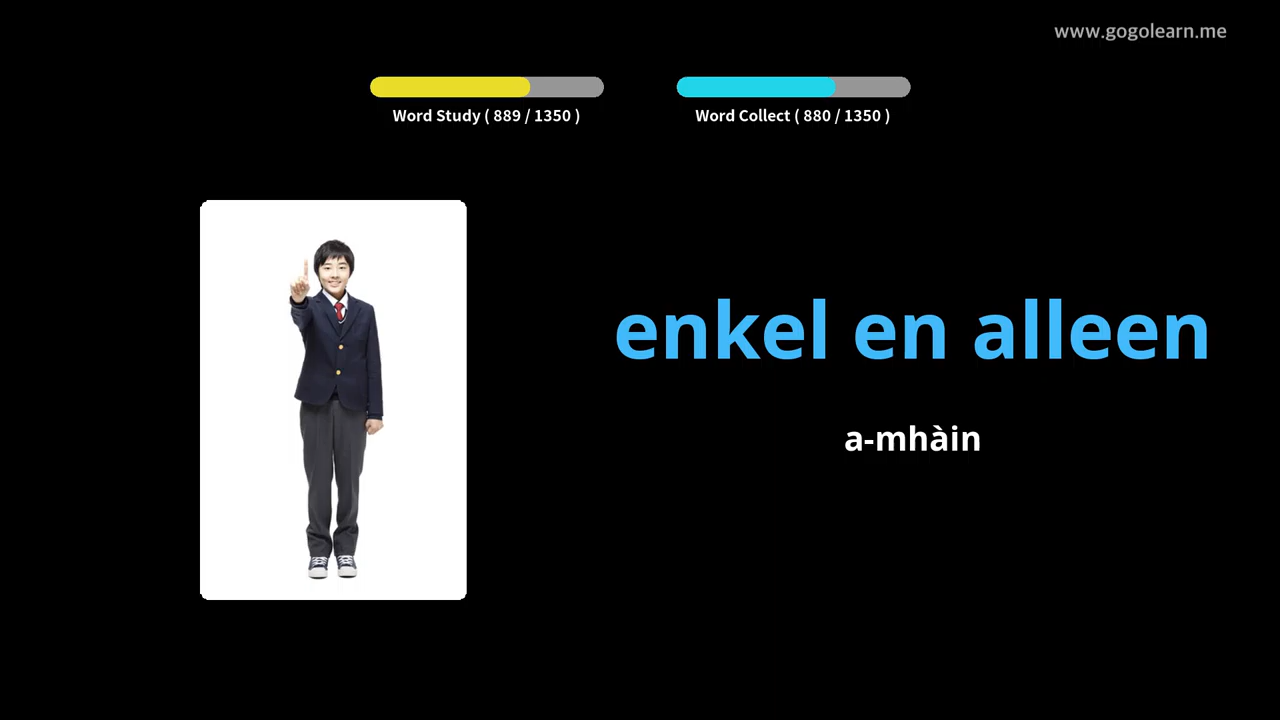 www.gogolearn.me
Word Study ( 889 / 1350 )
Word Collect ( 880 / 1350 )
enkel en alleen
a-mhàin